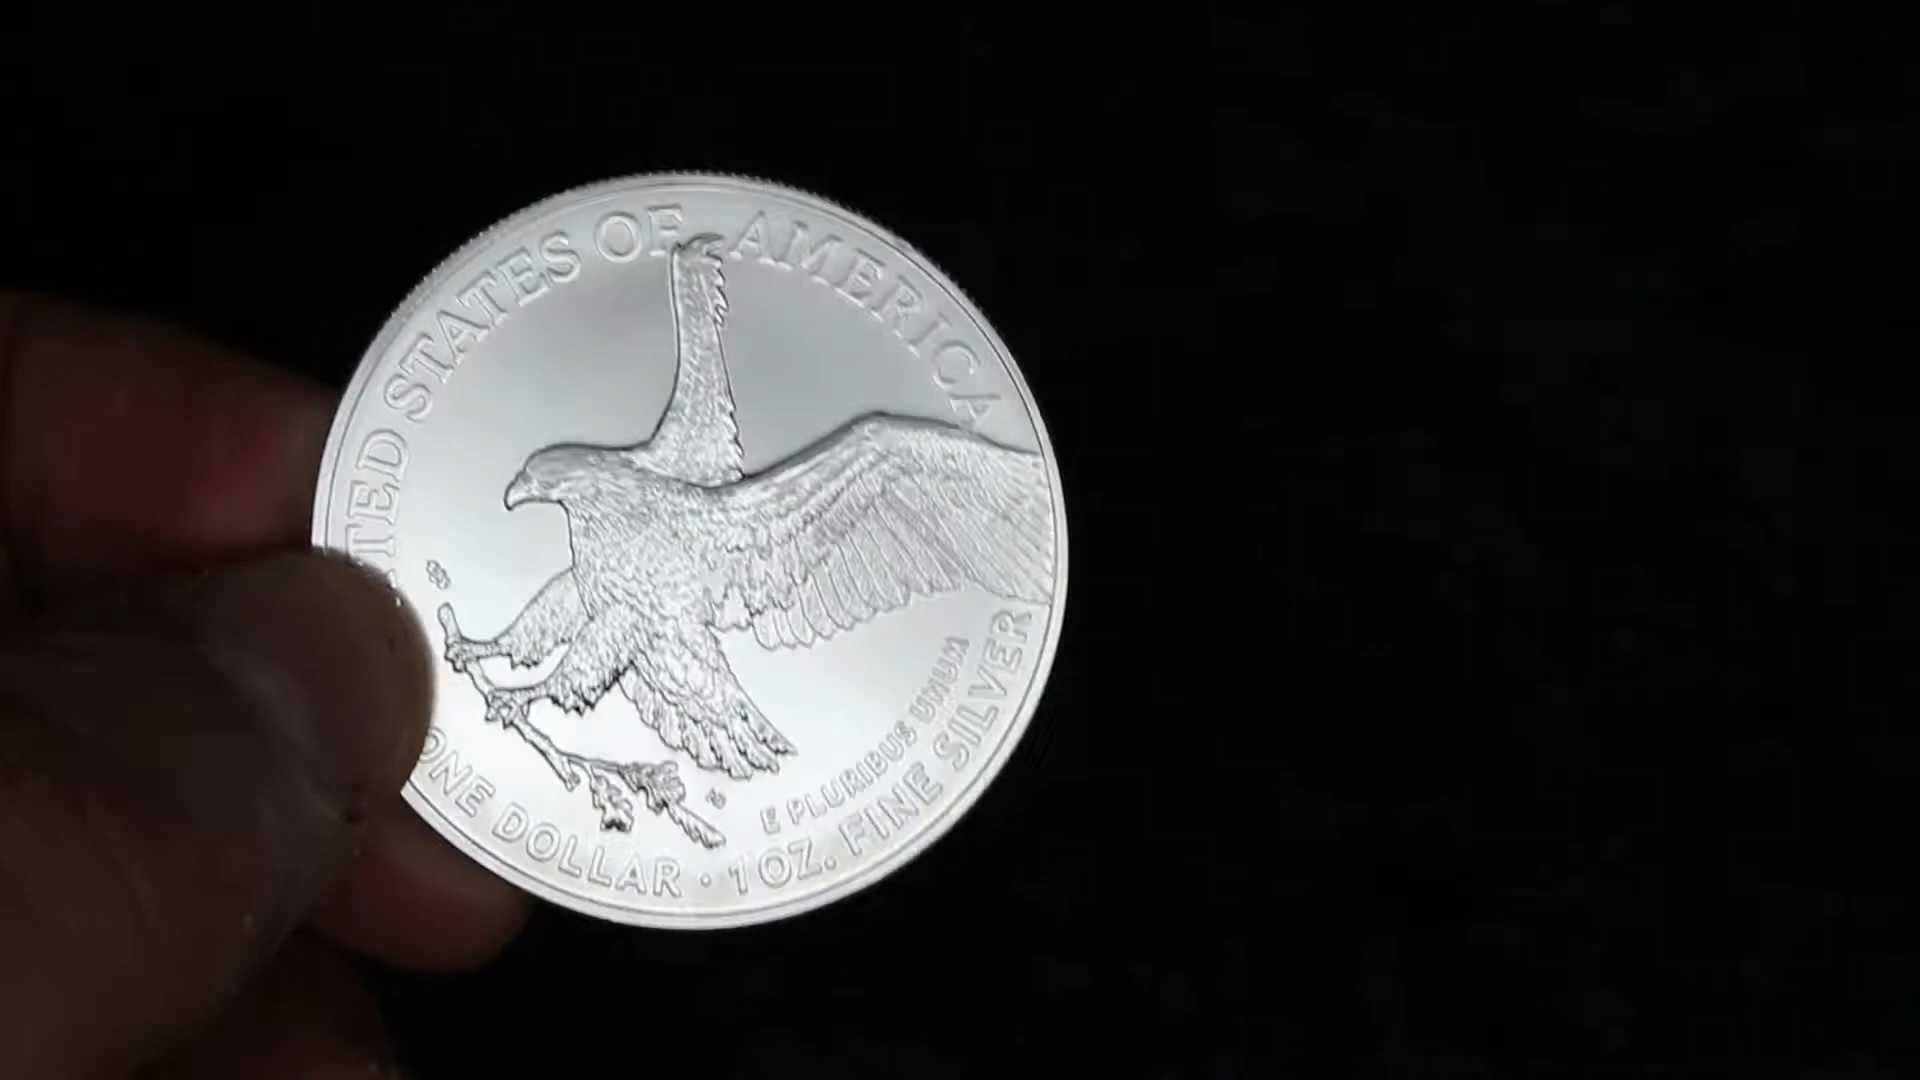 TED STATES OF AMERICA
E PLURIBUS UNUM
ONE DOLLAR · 1 OZ. FINE SILVER